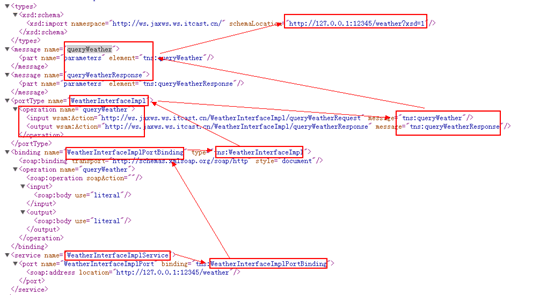 <types>
<xsd:schema>
<xsd:import namespace="http://ws.jaxws.ws.itcast.cn/" schemaLocation="http://127.0.0.1:12345/weather?xsd=1"/>
</xsd:schema>
</types>
<message name="queryWeather">
<part name="parameters" element="tns:queryWeather"/>
</message>
<message name="queryWeatherResponse">
<part name="parameters" element="tns:queryWeatherResponse"/>
</message>
<portType name="WeatherInterfaceImpl">
<operation name="queryWeather">
<input wsam:Action="http://ws.jaxws.ws.itcast.cn/WeatherInterfaceImpl/queryWeatherRequest" message="tns:queryWeather"/>
<output wsam:Action="http://ws.jaxws.ws.itcast.cn/WeatherInterfaceImpl/queryWeatherResponse" message="tns:queryWeatherResponse"/>
</operation>
</portType>
<binding name="WeatherInterfaceImplPortBinding" type="tns:WeatherInterfaceImpl">
<soap:binding transport="http://schemas.xmlsoap.org/soap/http" style="document"/>
<operation name="queryWeather">
<soap:operation soapAction=""/>
<input>
<soap:body use="literal"/>
</input>
<output>
<soap:body use="literal"/>
</output>
</operation>
</binding>
<service name="WeatherInterfaceImplService">
<port name="WeatherInterfaceImplPort" binding="tns:WeatherInterfaceImplPortBinding">
<soap:address location="http://127.0.0.1:12345/weather"/>
</port>
</service>